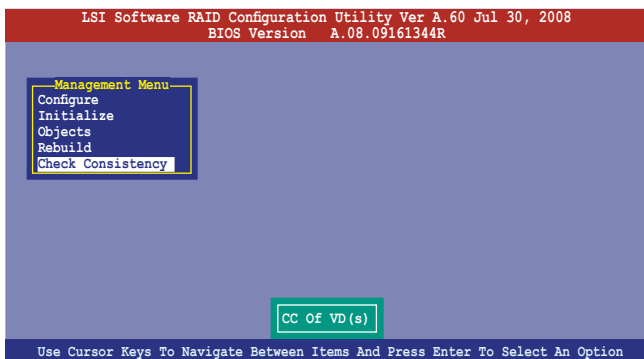 LSI Software RAID Configuration Utility Ver A.60 Jul 30, 2008
BIOS Version A.08.09161344R
Management Menu
Configure
Initialize
Objects
Rebuild
Check Consistency
CC Of VD(s)
Use Cursor Keys To Navigate Between Items And Press Enter To Select An Option